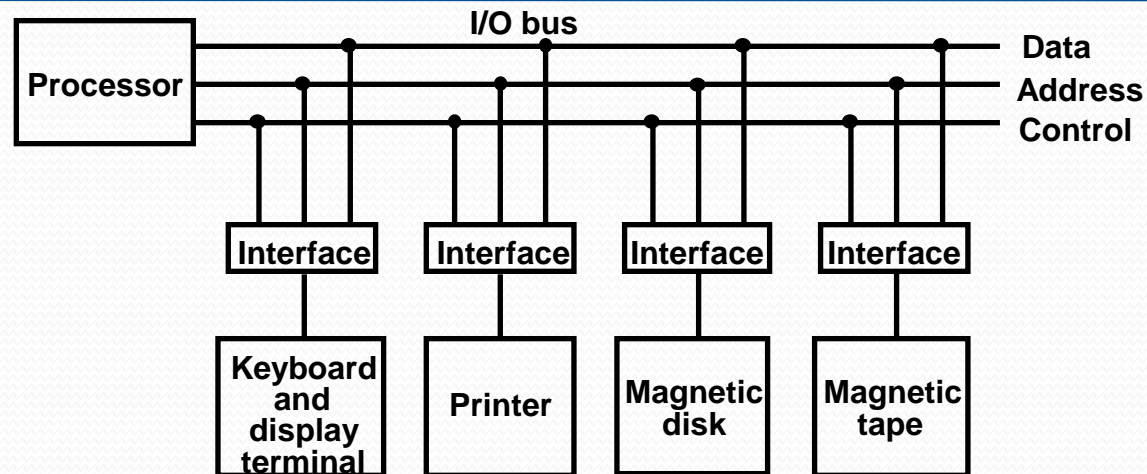 I/O bus
Processor
Data
Address
Control
Interface
Interface
Interface
Interface
Keyboard
and
display
terminal
Printer
Magnetic
disk
Magnetic
tape